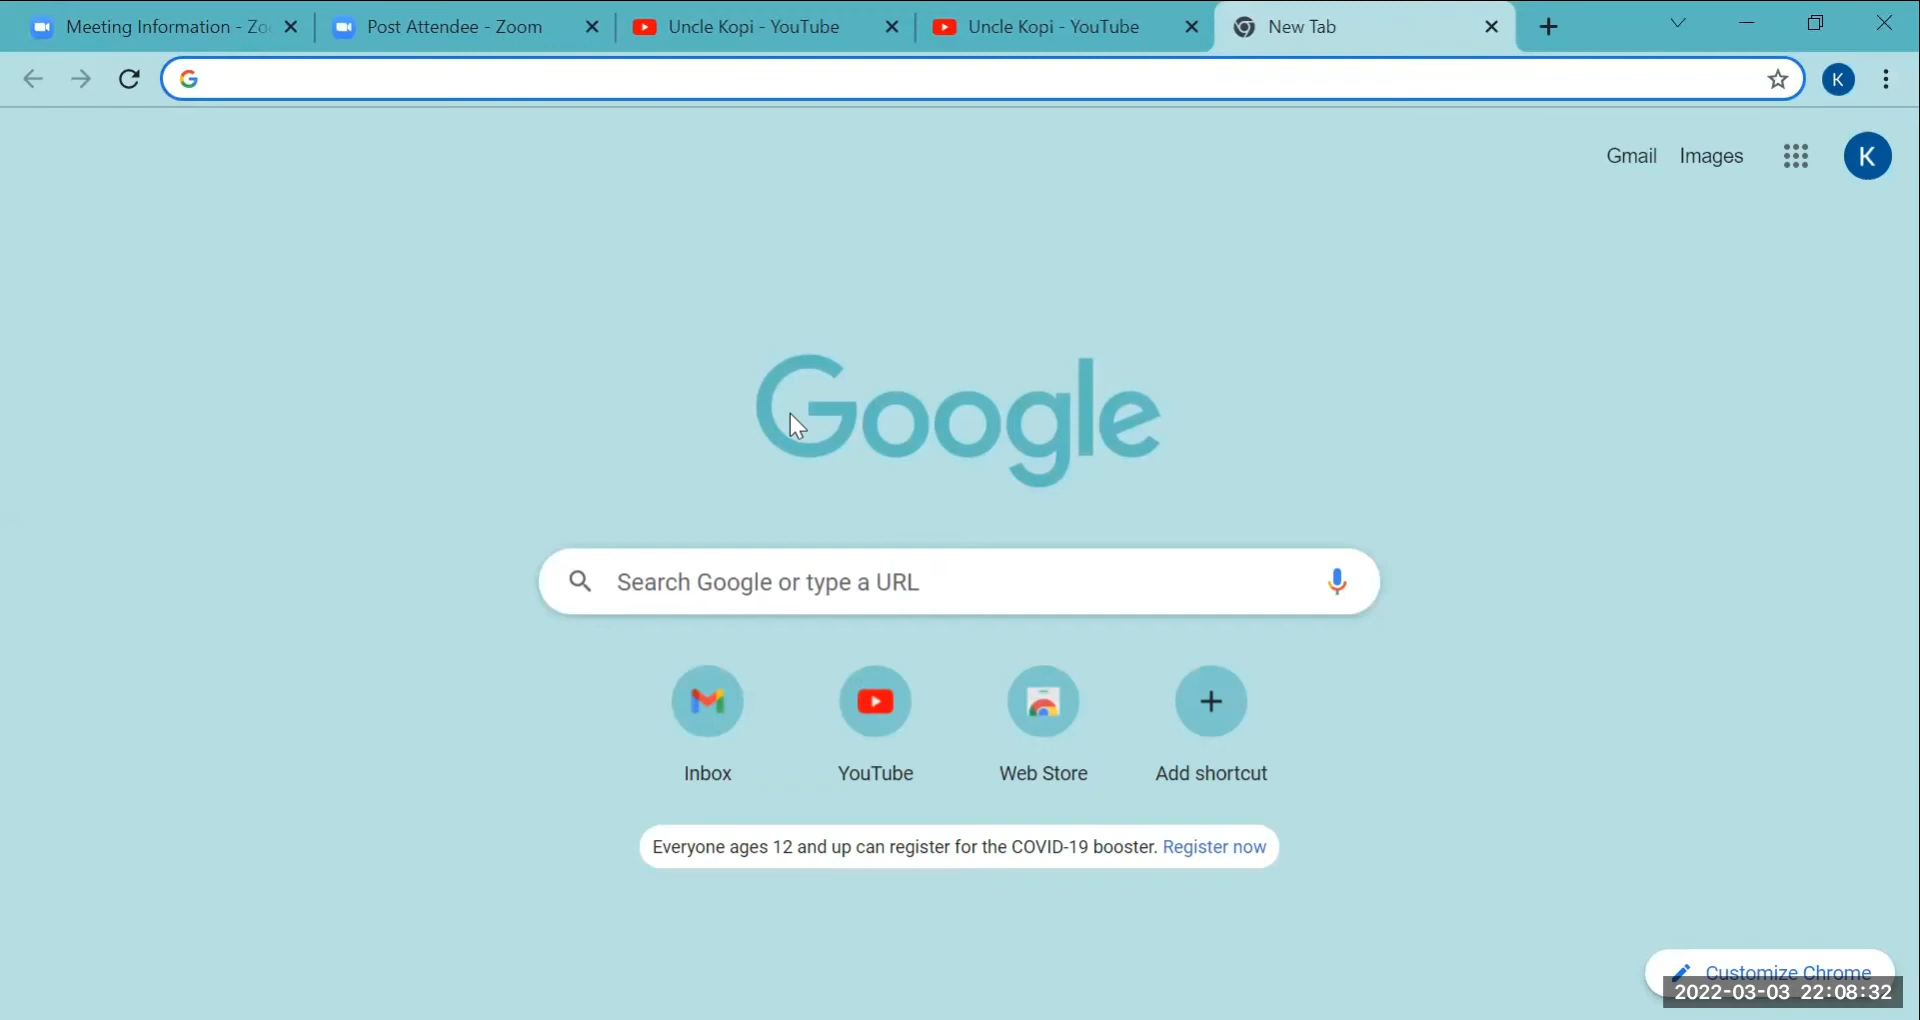 Meeting Information - Zo
Post Attendee - Zoom
Uncle Kopi - YouTube
Uncle Kopi - YouTube
New Tab
G
K
Gmail
Images
K
Google
Search Google or type a URL
Inbox
YouTube
Web Store
Add shortcut
Everyone ages 12 and up can register for the COVID-19 booster. Register now
Customize Chrome
2022-03-03 22:08:32